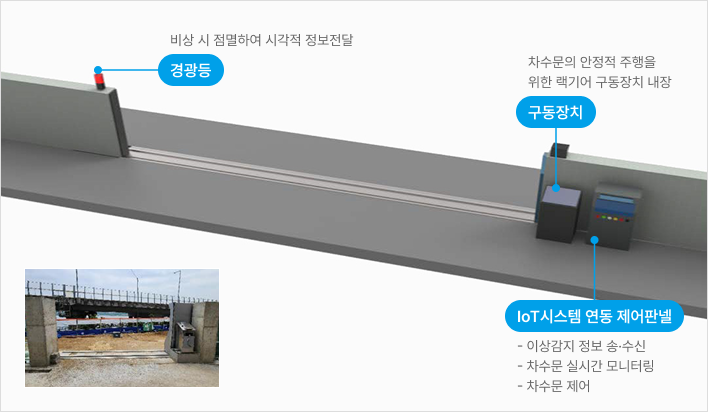 비상 시 점멸하여 시각적 정보전달
경광등
차수문의 안정적 주행을
위한 랙기어 구동장치 내장
구동장치
IoT시스템 연동 제어판넬
- 이상감지 정보 송·수신
- 차수문 실시간 모니터링
- 차수문 제어